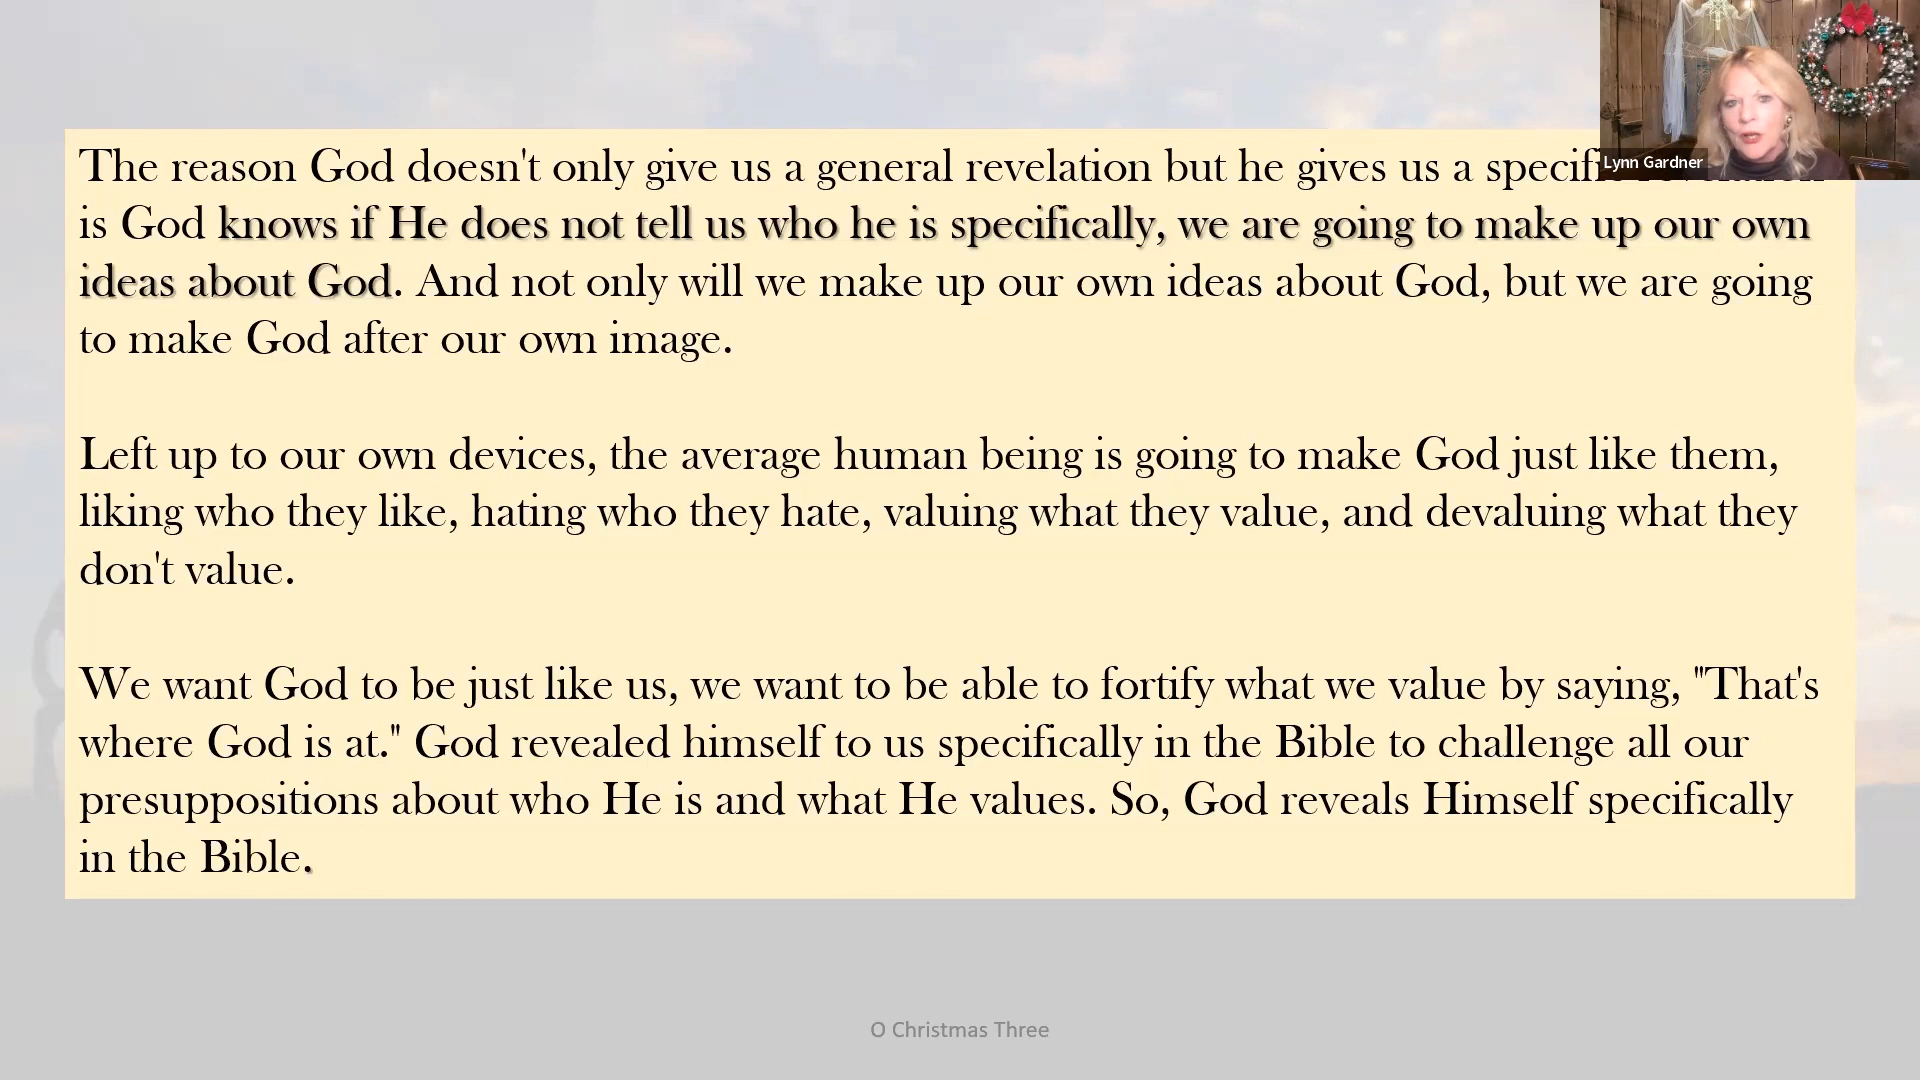 The reason God doesn't only give us a general revelation but he gives us a specific
is God knows if He does not tell us who he is specifically, we are going to make up our own
ideas about God. And not only will we make up our own ideas about God, but we are going
to make God after our own image.
Left up to our own devices, the average human being is going to make God just like them,
liking who they like, hating who they hate, valuing what they value, and devaluing what they
don't value.
We want God to be just like us, we want to be able to fortify what we value by saying, "That's
where God is at." God revealed himself to us specifically in the Bible to challenge all our
presuppositions about who He is and what He values. So, God reveals Himself specifically
in the Bible.
O Christmas Three
Lynn Gardner